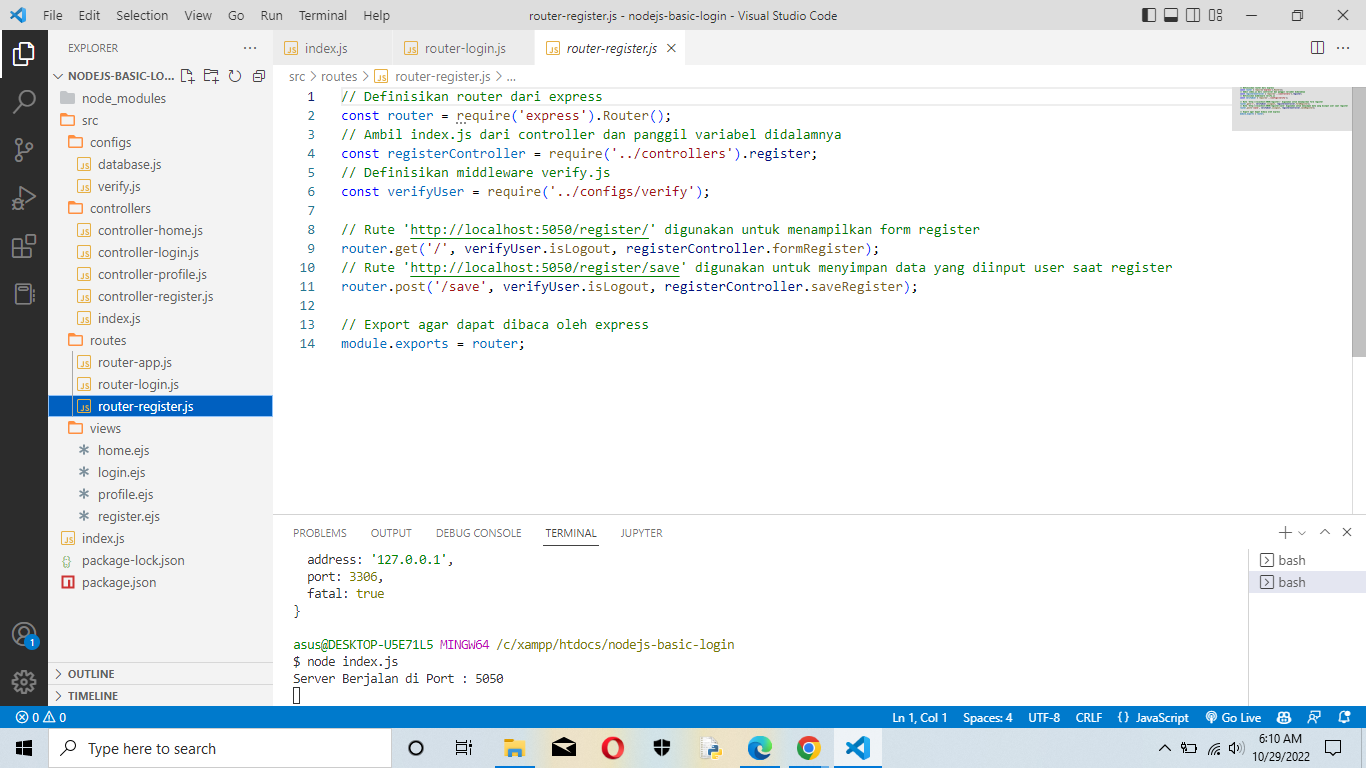 File Edit Selection View Go Run Terminal Help router-register.js - nodejs-basic-login - Visual Studio Code
EXPLORER
index.js router-login.js router-register.js
NODEJS-BASIC-LO...
src > routes > router-register.js > ...
node_modules
src
configs
database.js
verify.js
controllers
controller-home.js
controller-login.js
controller-profile.js
controller-register.js
index.js
routes
router-app.js
router-login.js
router-register.js
views
home.ejs
login.ejs
profile.ejs
register.ejs
index.js
package-lock.json
package.json
OUTLINE
TIMELINE
1 // Definisikan router dari express
2 const router = require('express').Router();
3 // Ambil index.js dari controller dan panggil variabel didalamnya
4 const registerController = require('../controllers').register;
5 // Definisikan middleware verify.js
6 const verifyUser = require('../configs/verify');
7
8 // Rute 'http://localhost:5050/register/' digunakan untuk menampilkan form register
9 router.get('/', verifyUser.isLogout, registerController.formRegister);
10 // Rute 'http://localhost:5050/register/save' digunakan untuk menyimpan data yang diinput user saat register
11 router.post('/save', verifyUser.isLogout, registerController.saveRegister);
12
13 // Export agar dapat dibaca oleh express
14 module.exports = router;
PROBLEMS OUTPUT DEBUG CONSOLE TERMINAL JUPYTER
address: '127.0.0.1',
port: 3306,
fatal: true
}
asus@DESKTOP-U5E71L5 MINGW64 /c/xampp/htdocs/nodejs-basic-login
$ node index.js
Server Berjalan di Port : 5050
bash
bash
1
0 0 Ln 1, Col 1 Spaces: 4 UTF-8 CRLF {} JavaScript Go Live
Type here to search
6:10 AM
10/29/2022